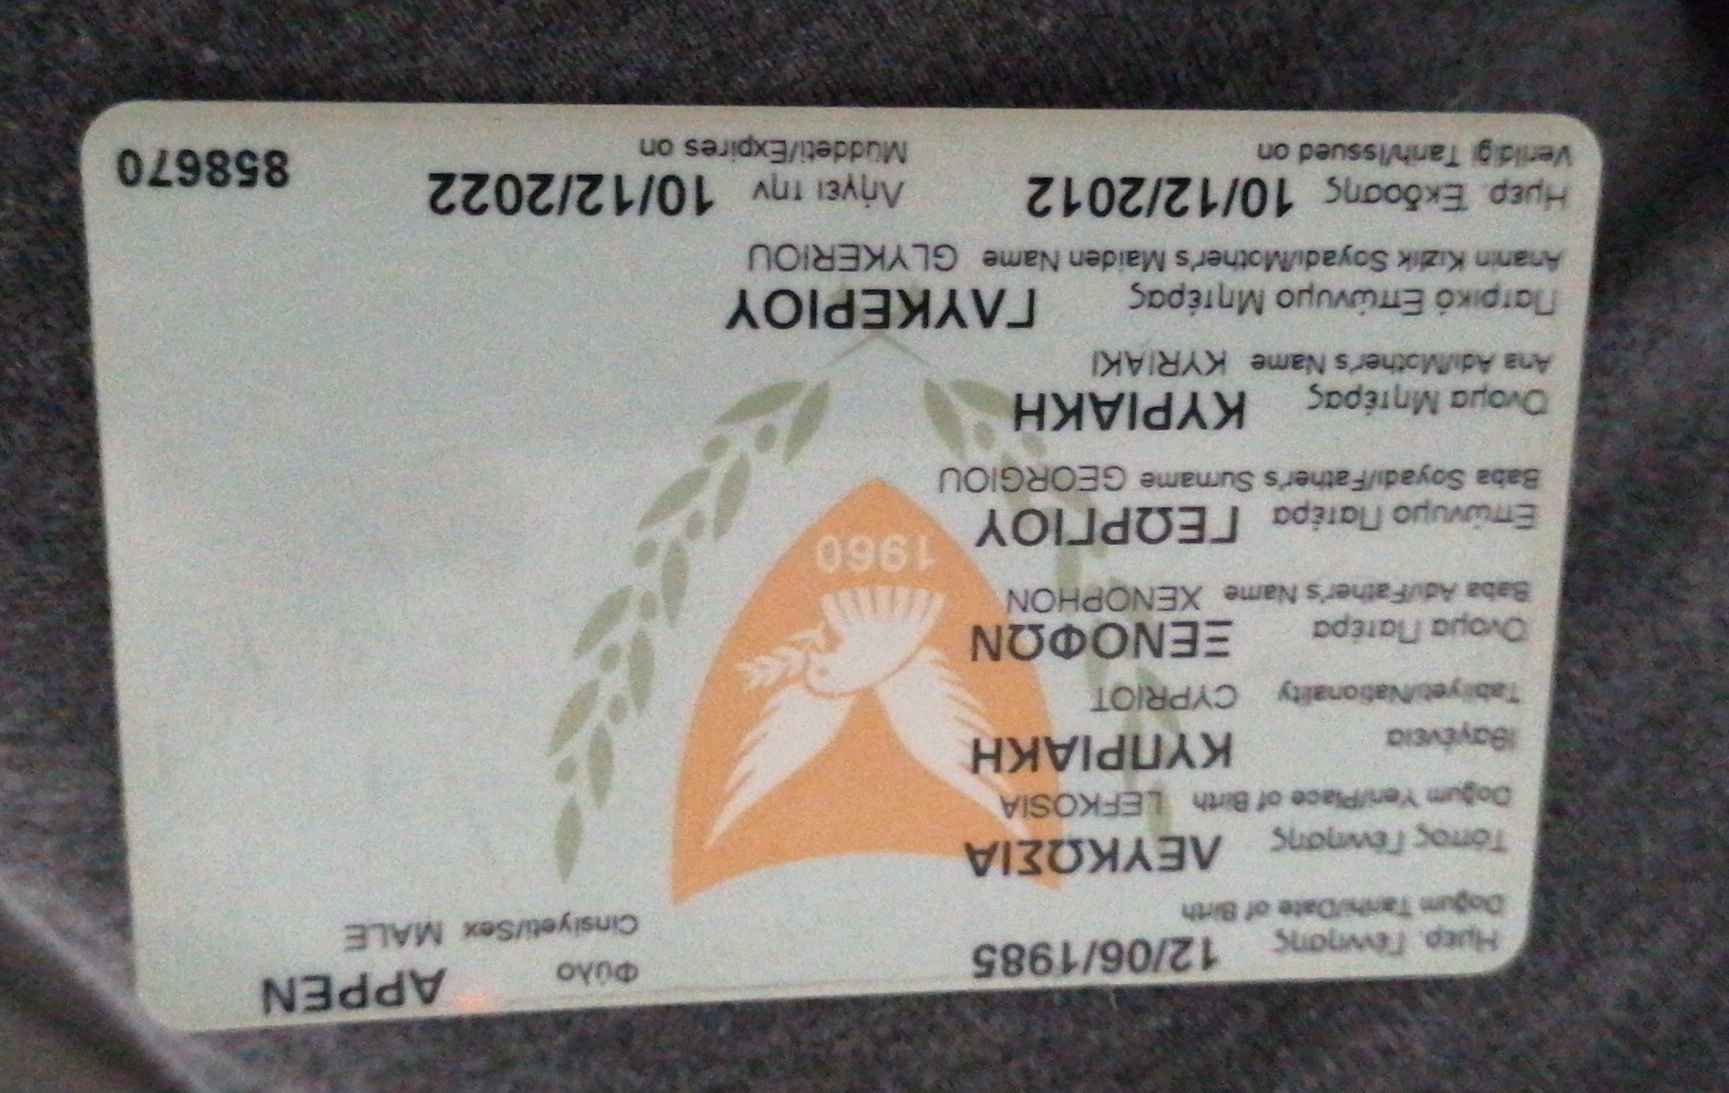 Ημερ. Γέννησης 12/06/1985 Φύλο ΑΡΡΕΝ
Doğum Tarihi/Date of Birth Cinsiyeti/Sex MALE
Τόπος Γέννησης ΛΕΥΚΩΣΙΑ
Doğum Yeri/Place of Birth LEFKOSIA
Ιθαγένεια ΚΥΠΡΙΑΚΗ
Tabiiyeti/Nationality CYPRIOT
Όνομα Πατέρα ΞΕΝΟΦΩΝ
Baba Adı/Father's Name XENOPHON
Επώνυμο Πατέρα ΓΕΩΡΓΙΟΥ
Baba Soyadı/Father's Surname GEORGIOU
Όνομα Μητέρας ΚΥΡΙΑΚΗ
Ana Adı/Mother's Name KYRIAKI
Πατρικό Επώνυμο Μητέρας ΓΛΥΚΕΡΙΟΥ
Ananın Kızlık Soyadı/Mother's Maiden Name GLYKERIOU
Ημερ. Έκδοσης 10/12/2012 Λήγει την 10/12/2022 858670
Verildiği Tarih/Issued on Müddeti/Expires on
1960